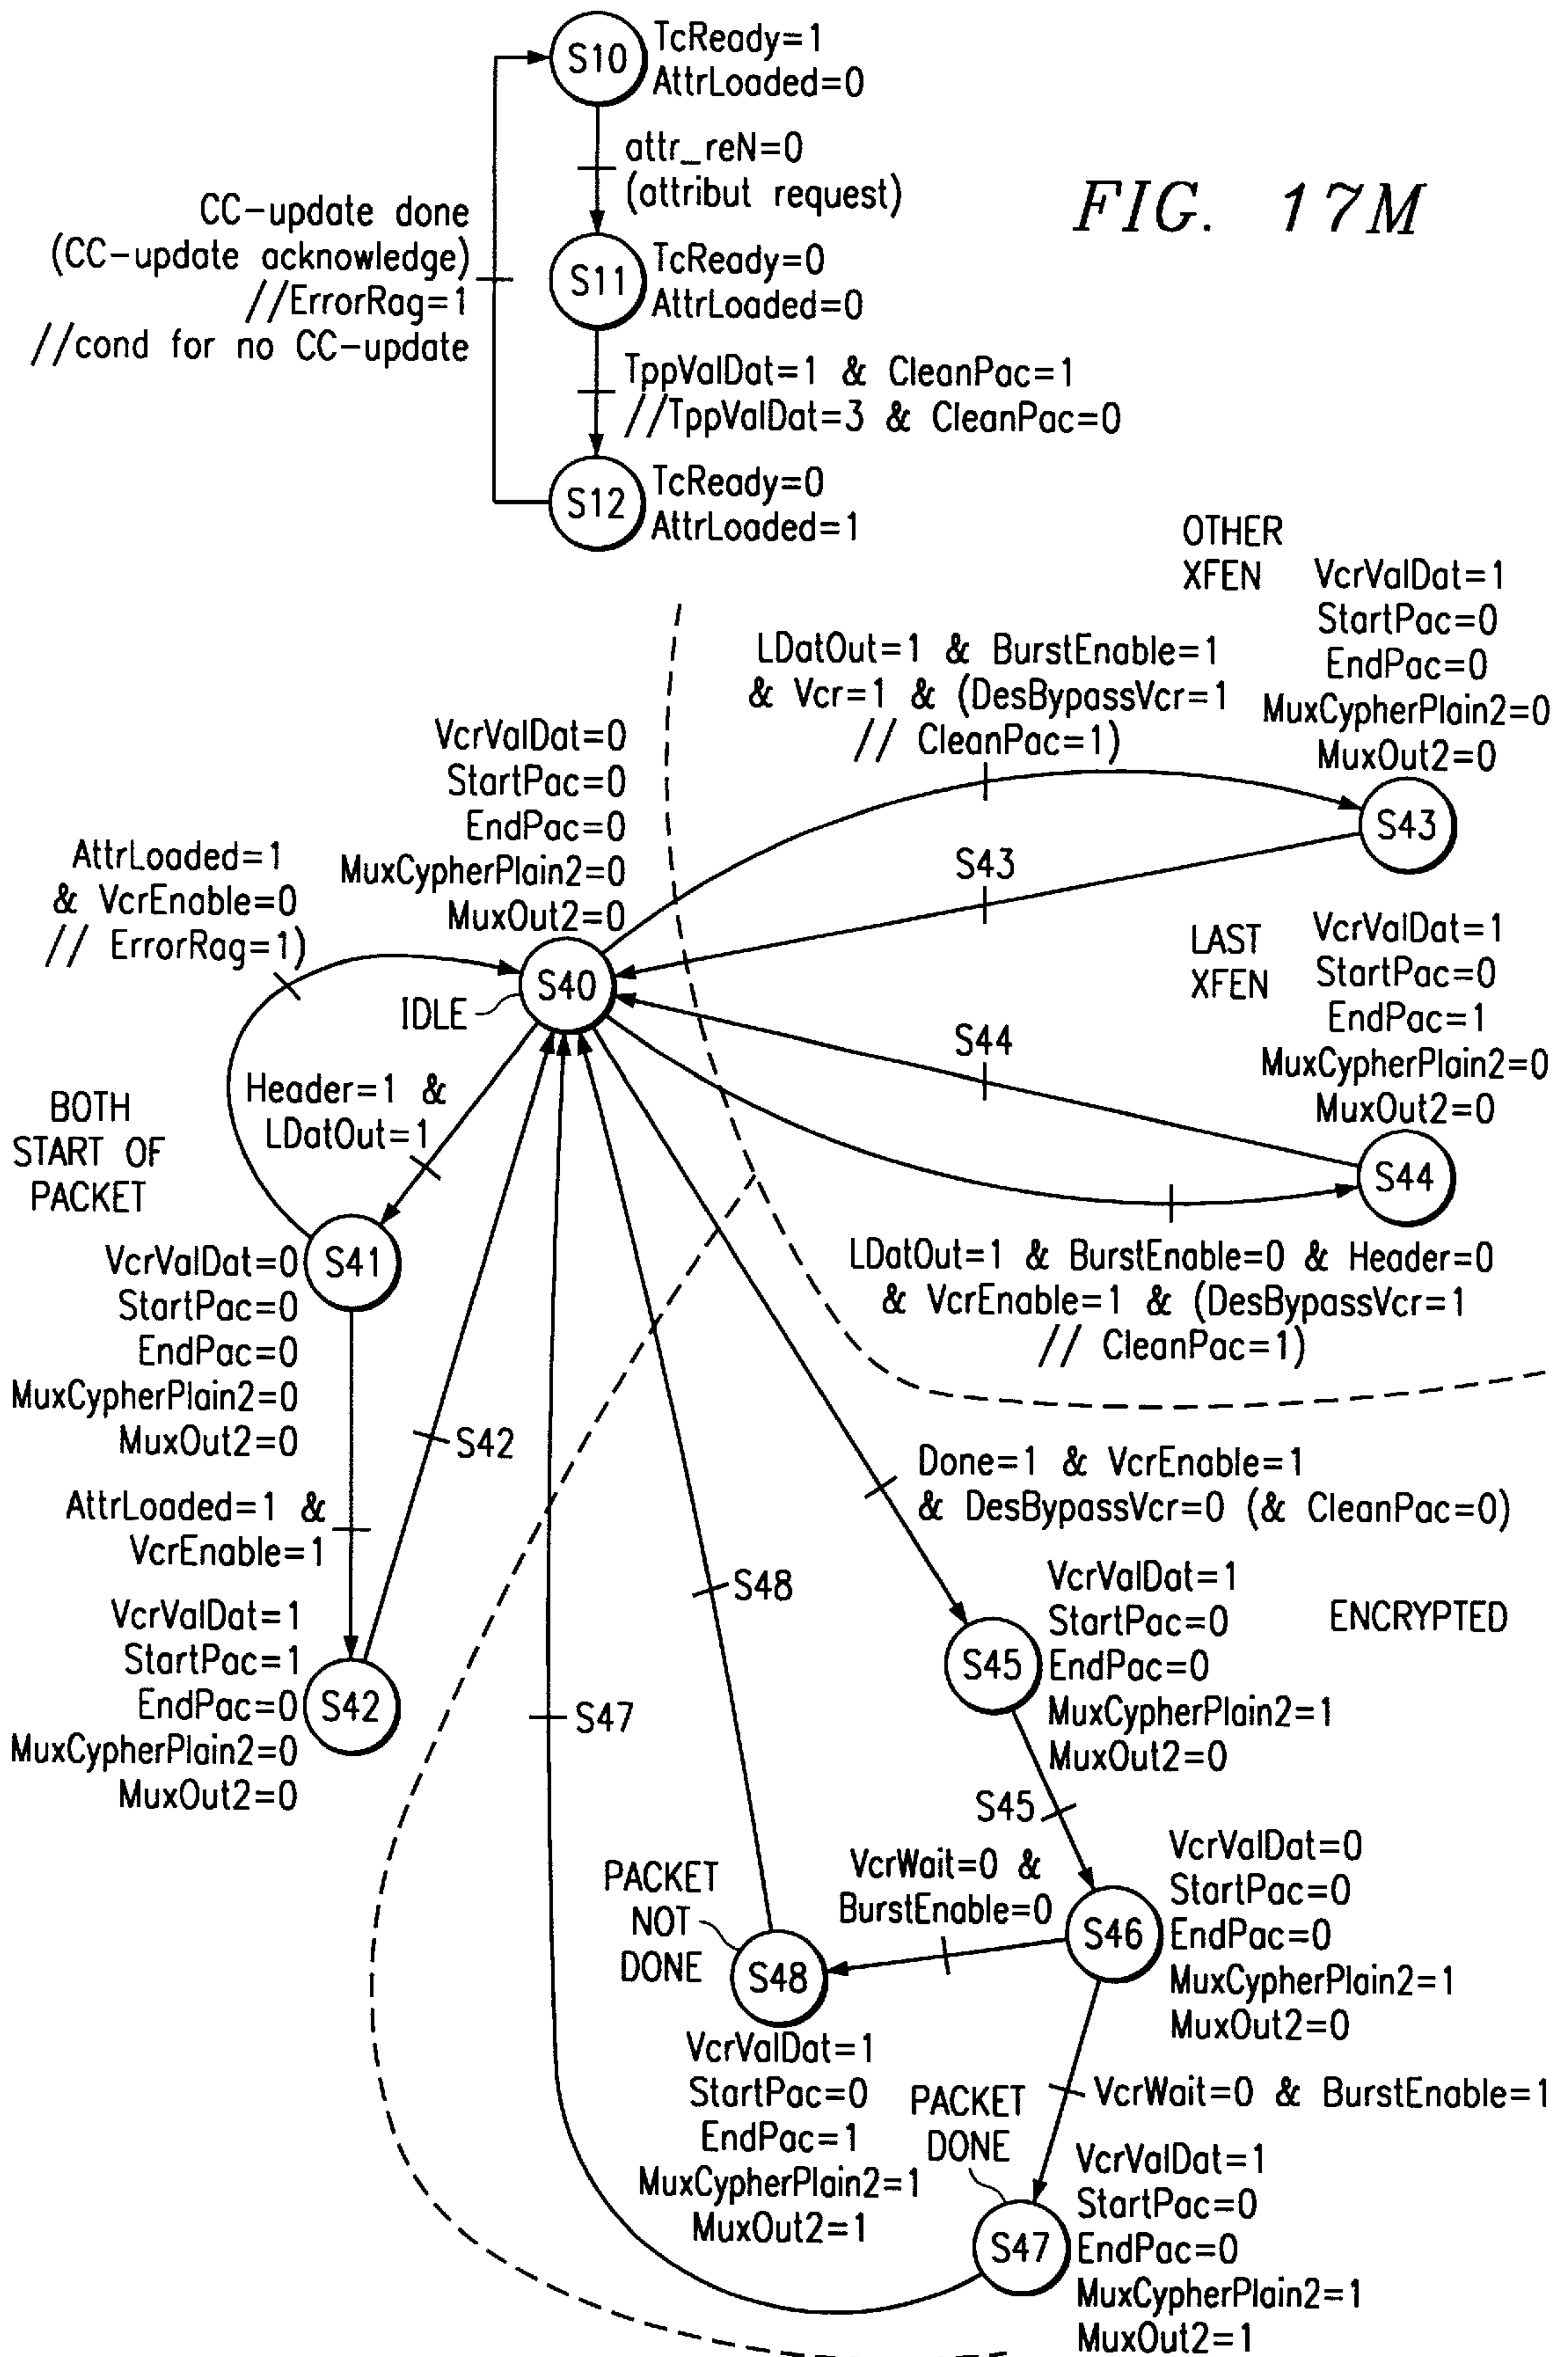 S10
TcReady=1
AttrLoaded=0
attr_reN=0
(attribut request)
FIG. 17M
CC-update done
(CC-update acknowledge)
//ErrorRag=1
//cond for no CC-update
S11
TcReady=0
AttrLoaded=0
TppValDat=1 & CleanPac=1
//TppValDat=3 & CleanPac=0
S12
TcReady=0
AttrLoaded=1
OTHER
XFEN
VcrValDat=1
StartPac=0
EndPac=0
MuxCypherPlain2=0
MuxOut2=0
S43
LDatOut=1 & BurstEnable=1
& Vcr=1 & (DesBypassVcr=1
// CleanPac=1)
S43
VcrValDat=0
StartPac=0
EndPac=0
MuxCypherPlain2=0
MuxOut2=0
S40
IDLE
AttrLoaded=1
& VcrEnable=0
// ErrorRag=1)
LAST
XFEN
VcrValDat=1
StartPac=0
EndPac=1
MuxCypherPlain2=0
MuxOut2=0
S44
S44
LDatOut=1 & BurstEnable=0 & Header=0
& VcrEnable=1 & (DesBypassVcr=1
// CleanPac=1)
Header=1 &
LDatOut=1
BOTH
START OF
PACKET
S41
VcrValDat=0
StartPac=0
EndPac=0
MuxCypherPlain2=0
MuxOut2=0
S42
AttrLoaded=1 &
VcrEnable=1
VcrValDat=1
StartPac=1
EndPac=0
MuxCypherPlain2=0
MuxOut2=0
S42
Done=1 & VcrEnable=1
& DesBypassVcr=0 (& CleanPac=0)
S48
S47
ENCRYPTED
S45
VcrValDat=1
StartPac=0
EndPac=0
MuxCypherPlain2=1
MuxOut2=0
S45
VcrWait=0 &
BurstEnable=0
S46
VcrValDat=0
StartPac=0
EndPac=0
MuxCypherPlain2=1
MuxOut2=0
PACKET
NOT
DONE
S48
VcrValDat=1
StartPac=0
EndPac=1
MuxCypherPlain2=1
MuxOut2=1
VcrWait=0 & BurstEnable=1
PACKET
DONE
S47
VcrValDat=1
StartPac=0
EndPac=0
MuxCypherPlain2=1
MuxOut2=1